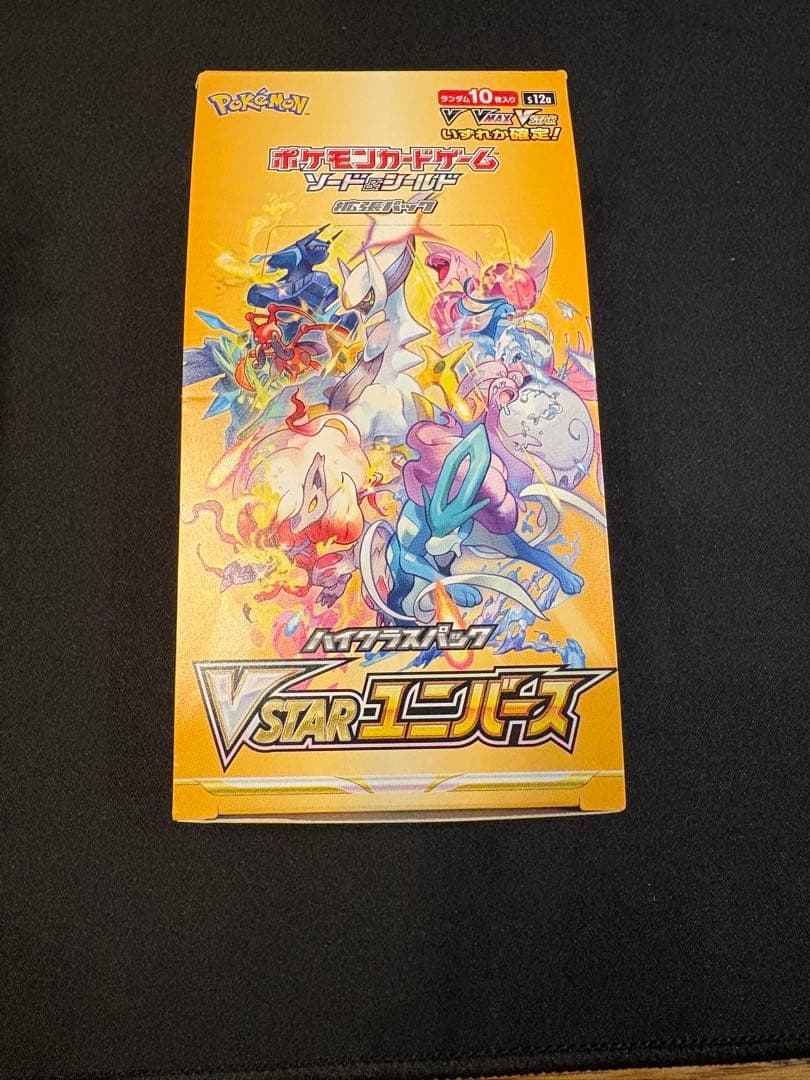 POKéMON™
ランダム10枚入り s12a
V VMAX VSTAR
いずれか確定!
ポケモンカードゲーム
ソード&シールド
拡張パック
ハイクラスパック
VSTARユニバース